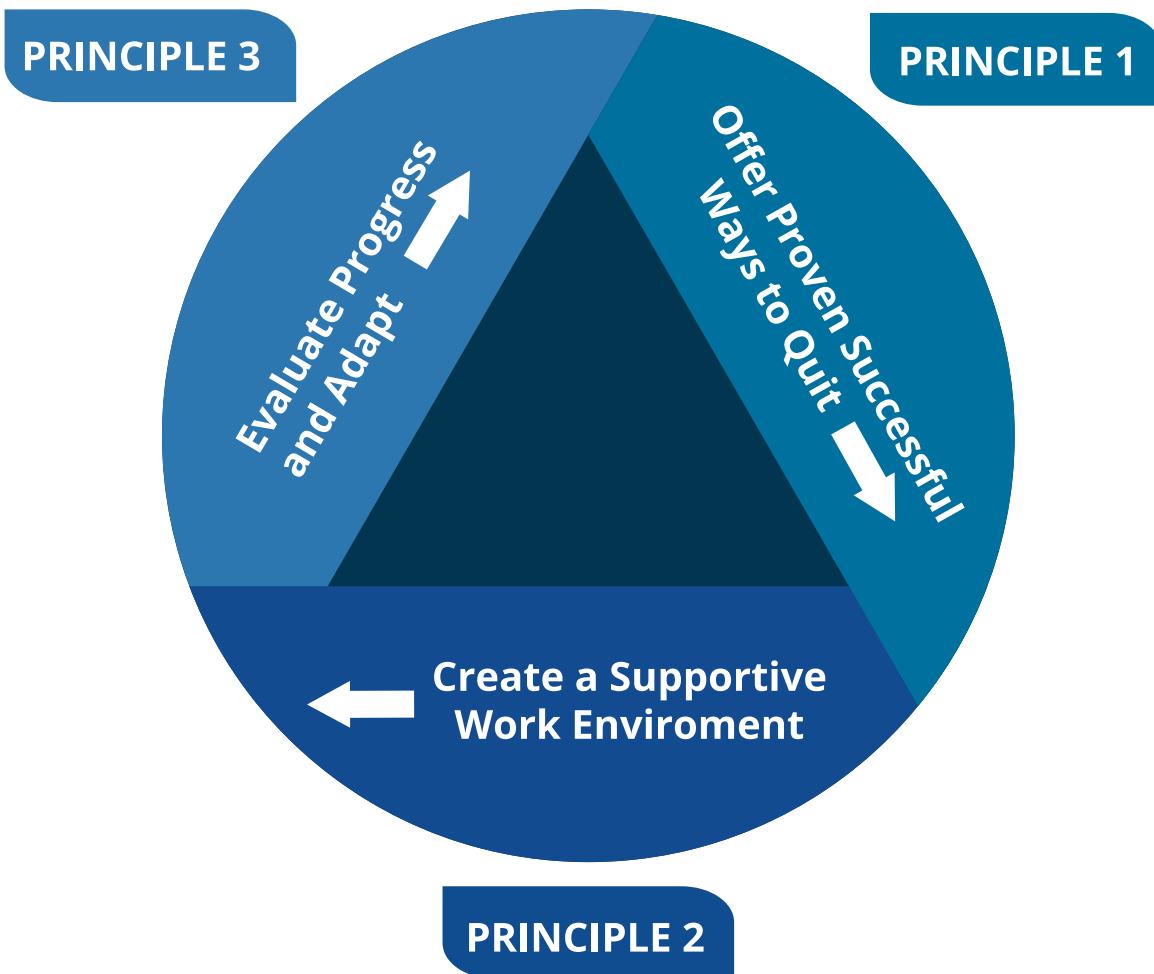 PRINCIPLE 1
Offer Proven Successful
Ways to Quit
PRINCIPLE 2
Create a Supportive
Work Enviroment
PRINCIPLE 3
Evaluate Progress
and Adapt